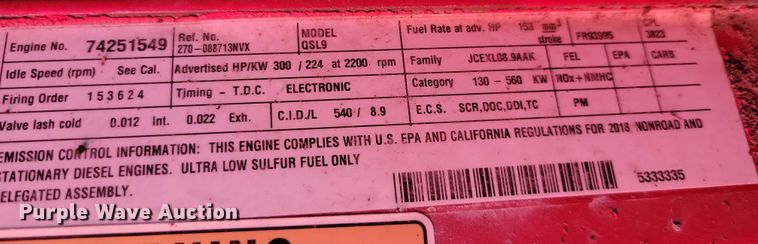 Engine No. 74251549 Ref. No. 270-088713NVX MODEL QSL9 Fuel Rate at adv. HP 153 mm³ stroke FR93995 CPL 3823
Idle Speed (rpm) See Cal. Advertised HP/KW 300 / 224 at 2200 rpm Family JCEXL08.9AAK FEL EPA CARB
Firing Order 153624 Timing - T.D.C. ELECTRONIC Category 130 - 560 KW NOx+NMHC
Valve lash cold 0.012 Int. 0.022 Exh. C.I.D./L 540 / 8.9 E.C.S. SCR,DOC,DDI,TC PM
EMISSION CONTROL INFORMATION: THIS ENGINE COMPLIES WITH U.S. EPA AND CALIFORNIA REGULATIONS FOR 2018 NONROAD AND
STATIONARY DIESEL ENGINES. ULTRA LOW SULFUR FUEL ONLY
DELEGATED ASSEMBLY.
5333335
Purple Wave Auction